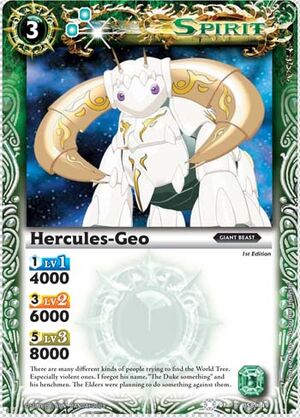 3
SPIRIT
Hercules-Geo
GIANT BEAST
1st Edition
1 LV1
4000
3 LV2
6000
5 LV3
8000
There are many different kinds of people trying to find the World Tree.
Especially violent ones. I forgot his name, "The Duke something" and
his henchmen. The Elders were planning to do something against them.